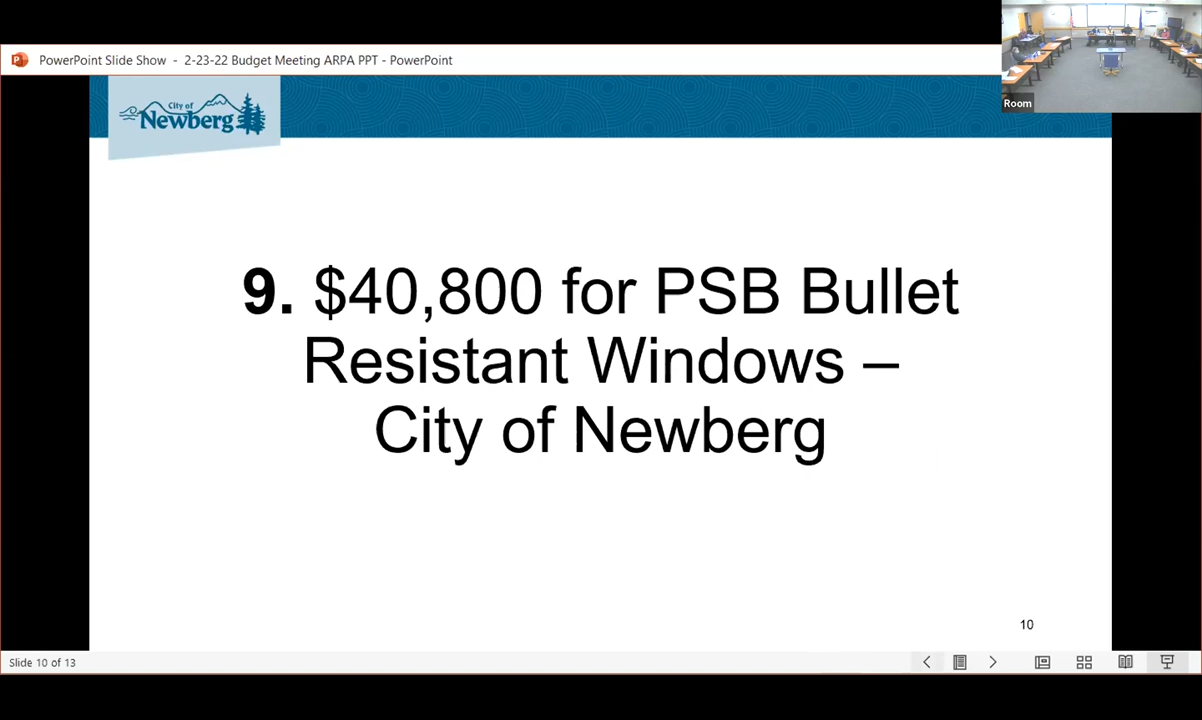 PowerPoint Slide Show - 2-23-22 Budget Meeting ARPA PPT - PowerPoint
Room
City of
Newberg
9. $40,800 for PSB Bullet
Resistant Windows –
City of Newberg
10
Slide 10 of 13